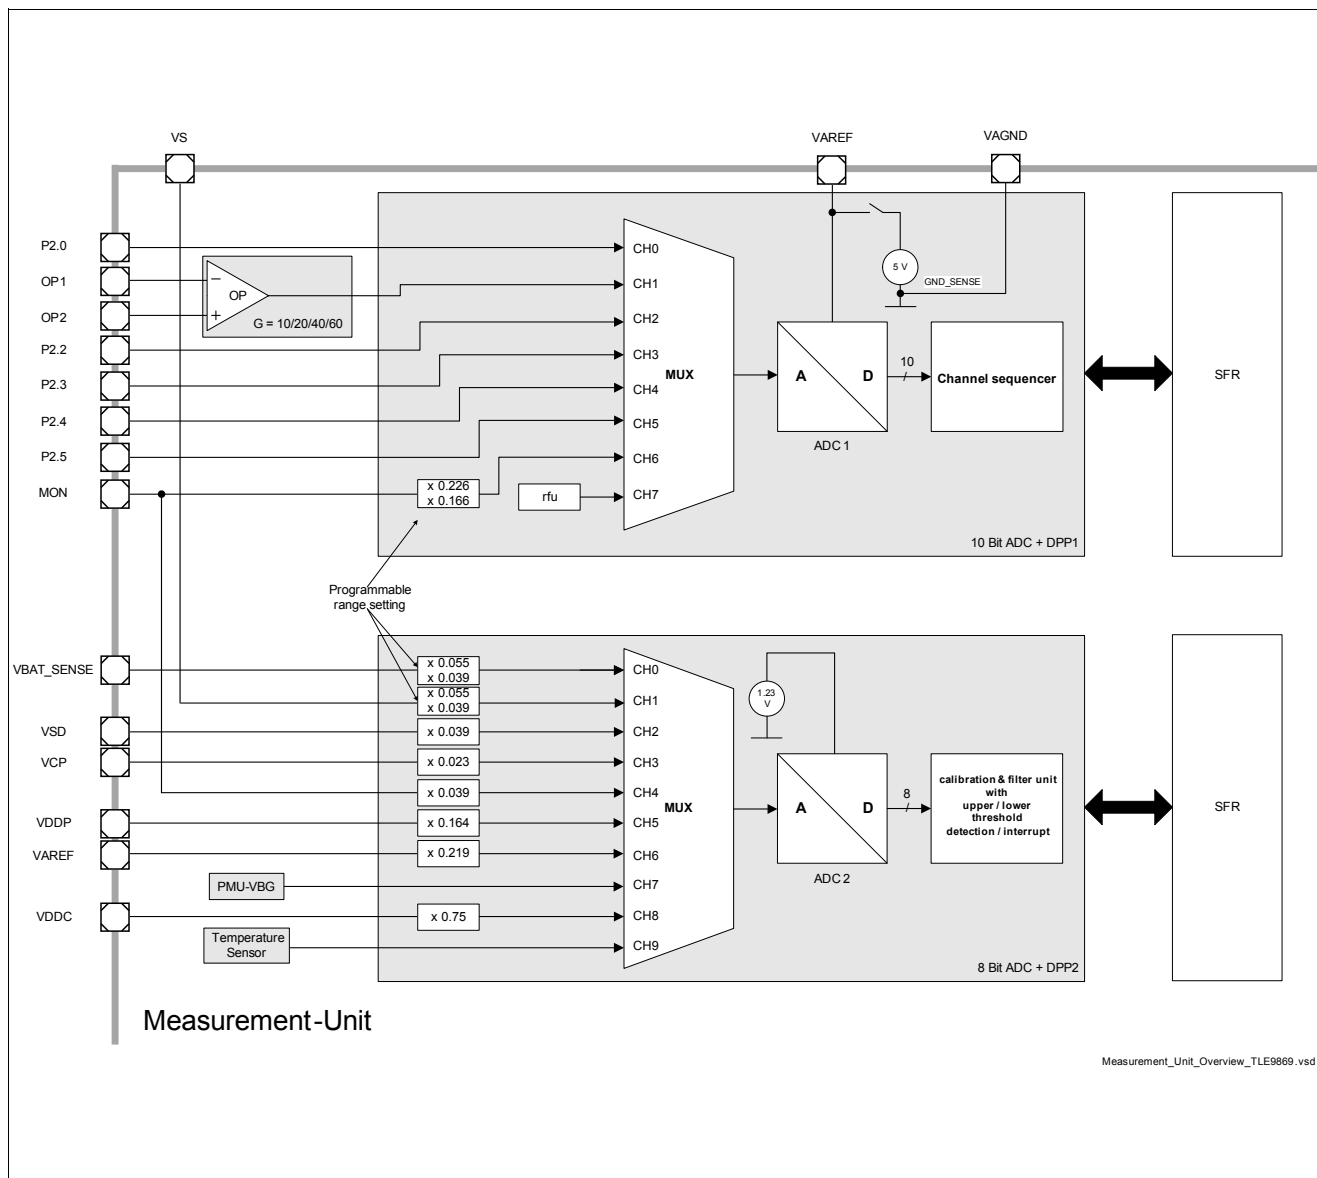 VS
VAREF
VAGND
P2.0
OP1
OP2
P2.2
P2.3
P2.4
P2.5
MON
−
OP
+
G = 10/20/40/60
x 0.226
x 0.166
rfu
CH0
CH1
CH2
CH3
CH4
CH5
CH6
CH7
MUX
5 V
GND_SENSE
A
D
ADC 1
10
Channel sequencer
10 Bit ADC + DPP1
SFR
Programmable
range setting
VBAT_SENSE
VSD
VCP
VDDP
VAREF
VDDC
PMU-VBG
Temperature
Sensor
x 0.055
x 0.039
x 0.055
x 0.039
x 0.039
x 0.023
x 0.039
x 0.164
x 0.219
x 0.75
CH0
CH1
CH2
CH3
CH4
CH5
CH6
CH7
CH8
CH9
MUX
1.23
V
A
D
ADC 2
8
calibration & filter unit
with
upper / lower
threshold
detection / interrupt
8 Bit ADC + DPP2
SFR
Measurement-Unit
Measurement_Unit_Overview_TLE9869.vsd